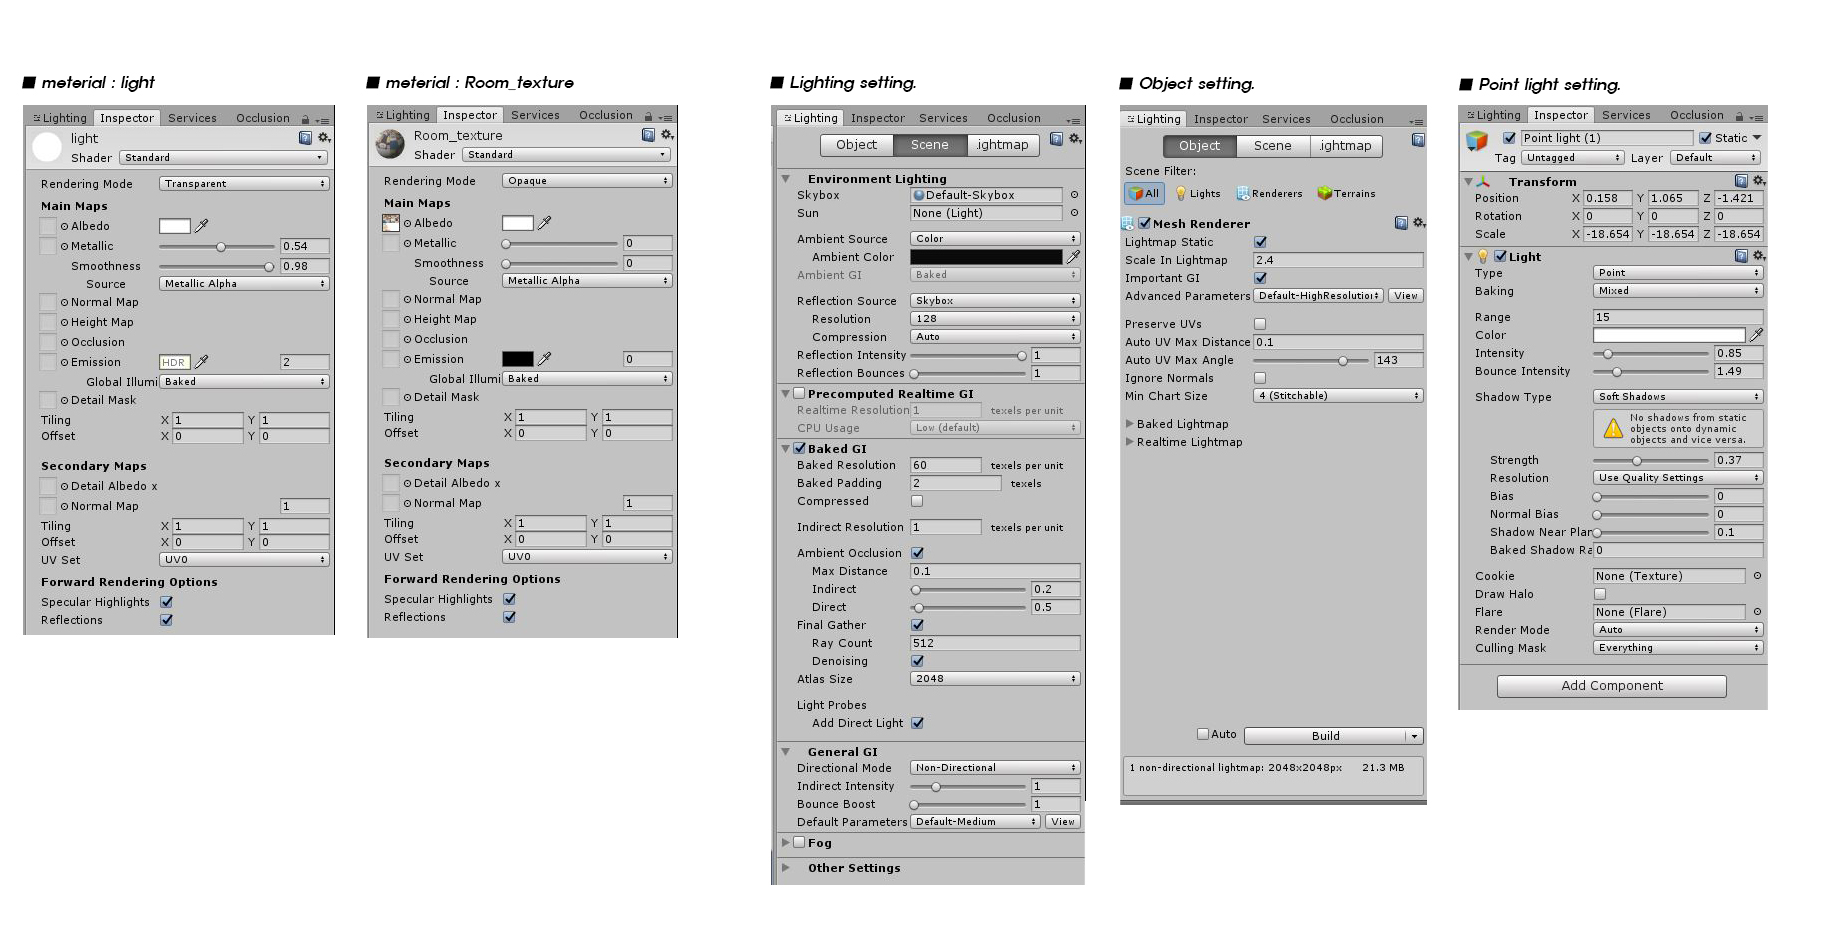 ■ meterial : light
Lighting Inspector Services Occlusion
light
Shader Standard
Rendering Mode Transparent
Main Maps
Albedo
Metallic 0.54
Smoothness 0.98
Source Metallic Alpha
Normal Map
Height Map
Occlusion
Emission HDR 2
Global Illumi Baked
Detail Mask
Tiling X 1 Y 1
Offset X 0 Y 0
Secondary Maps
Detail Albedo x
Normal Map 1
Tiling X 1 Y 1
Offset X 0 Y 0
UV Set UV0
Forward Rendering Options
Specular Highlights
Reflections
■ meterial : Room_texture
Lighting Inspector Services Occlusion
Room_texture
Shader Standard
Rendering Mode Opaque
Main Maps
Albedo
Metallic 0
Smoothness 0
Source Metallic Alpha
Normal Map
Height Map
Occlusion
Emission 0
Global Illumi Baked
Detail Mask
Tiling X 1 Y 1
Offset X 0 Y 0
Secondary Maps
Detail Albedo x
Normal Map 1
Tiling X 1 Y 1
Offset X 0 Y 0
UV Set UV0
Forward Rendering Options
Specular Highlights
Reflections
■ Lighting setting.
Lighting Inspector Services Occlusion
Object Scene .ightmap
Environment Lighting
Skybox Default-Skybox
Sun None (Light)
Ambient Source Color
Ambient Color
Ambient GI Baked
Reflection Source Skybox
Resolution 128
Compression Auto
Reflection Intensity 1
Reflection Bounces 1
Precomputed Realtime GI
Realtime Resolution 1 texels per unit
CPU Usage Low (default)
Baked GI
Baked Resolution 60 texels per unit
Baked Padding 2 texels
Compressed
Indirect Resolution 1 texels per unit
Ambient Occlusion
Max Distance 0.1
Indirect 0.2
Direct 0.5
Final Gather
Ray Count 512
Denoising
Atlas Size 2048
Light Probes
Add Direct Light
General GI
Directional Mode Non-Directional
Indirect Intensity 1
Bounce Boost 1
Default Parameters Default-Medium View
Fog
Other Settings
■ Object setting.
Lighting Inspector Services Occlusion
Object Scene .ightmap
Scene Filter:
All Lights Renderers Terrains
Mesh Renderer
Lightmap Static
Scale In Lightmap 2.4
Important GI
Advanced Parameters Default-HighResolution View
Preserve UVs
Auto UV Max Distance 0.1
Auto UV Max Angle 143
Ignore Normals
Min Chart Size 4 (Stitchable)
Baked Lightmap
Realtime Lightmap
Auto Build
1 non-directional lightmap: 2048x2048px 21.3 MB
■ Point light setting.
Lighting Inspector Services Occlusion
Point light (1) Static
Tag Untagged Layer Default
Transform
Position X 0.158 Y 1.065 Z -1.421
Rotation X 0 Y 0 Z 0
Scale X -18.654 Y -18.654 Z -18.654
Light
Type Point
Baking Mixed
Range 15
Color
Intensity 0.85
Bounce Intensity 1.49
Shadow Type Soft Shadows
No shadows from static
objects onto dynamic
objects and vice versa.
Strength 0.37
Resolution Use Quality Settings
Bias 0
Normal Bias 0
Shadow Near Plan 0.1
Baked Shadow Ra 0
Cookie None (Texture)
Draw Halo
Flare None (Flare)
Render Mode Auto
Culling Mask Everything
Add Component